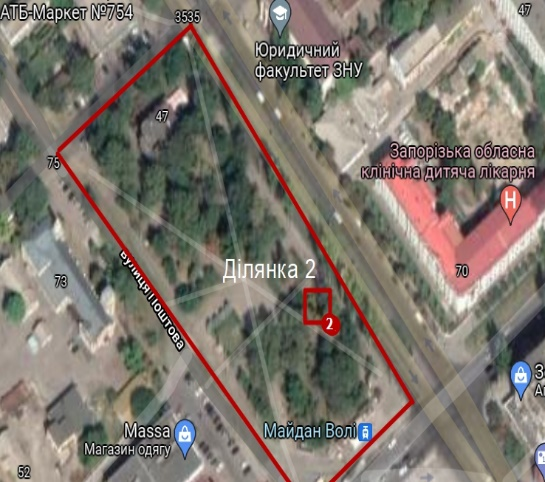 АТБ-Маркет №754
3535
47
Юридичний
факультет ЗНУ
47
Запорізька обласна
клінічна дитяча лікарня
H
75
70
Ділянка 2
73
вулиця Поштова
2
Майдан Волі
Massa
Магазин одягу
52